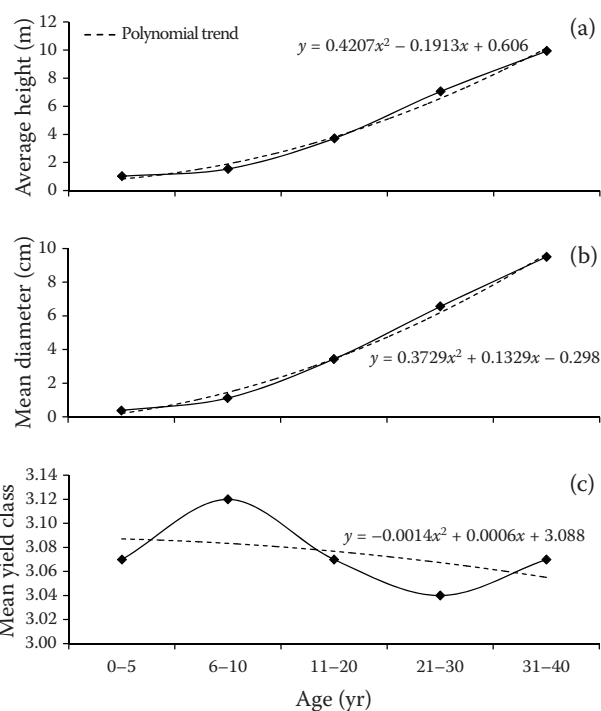 12
10
8
6
4
2
0
Average height (m)
Polynomial trend
y = 0.4207x² − 0.1913x + 0.606
(a)
10
8
6
4
2
0
Mean diameter (cm)
(b)
y = 0.3729x² + 0.1329x − 0.298
3.14
3.12
3.10
3.08
3.06
3.04
3.02
3.00
Mean yield class
(c)
y = −0.0014x² + 0.0006x + 3.088
0–5 6–10 11–20 21–30 31–40
Age (yr)